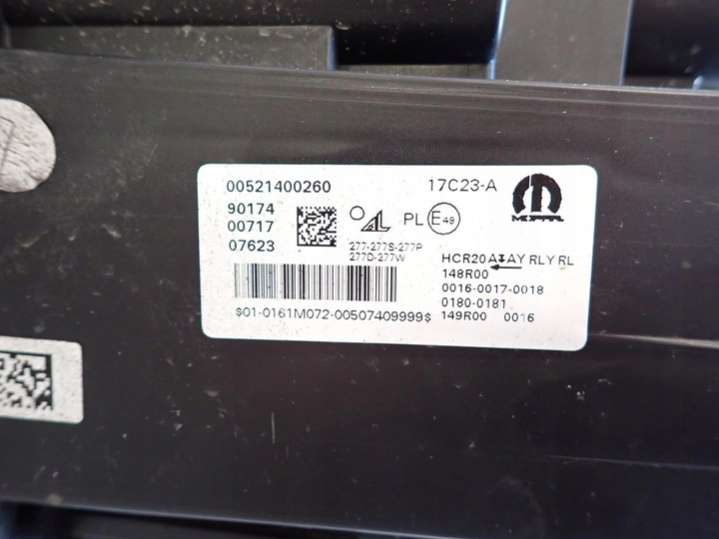 00521400260 17C23-A
90174
00717
07623
PL E49
MOPAR
277-277S-277P
277D-277W
HCR20 A AY RLY RL
148R00
0016-0017-0018
0180-0181
149R00 0016
$01-0161M072-00507409999$